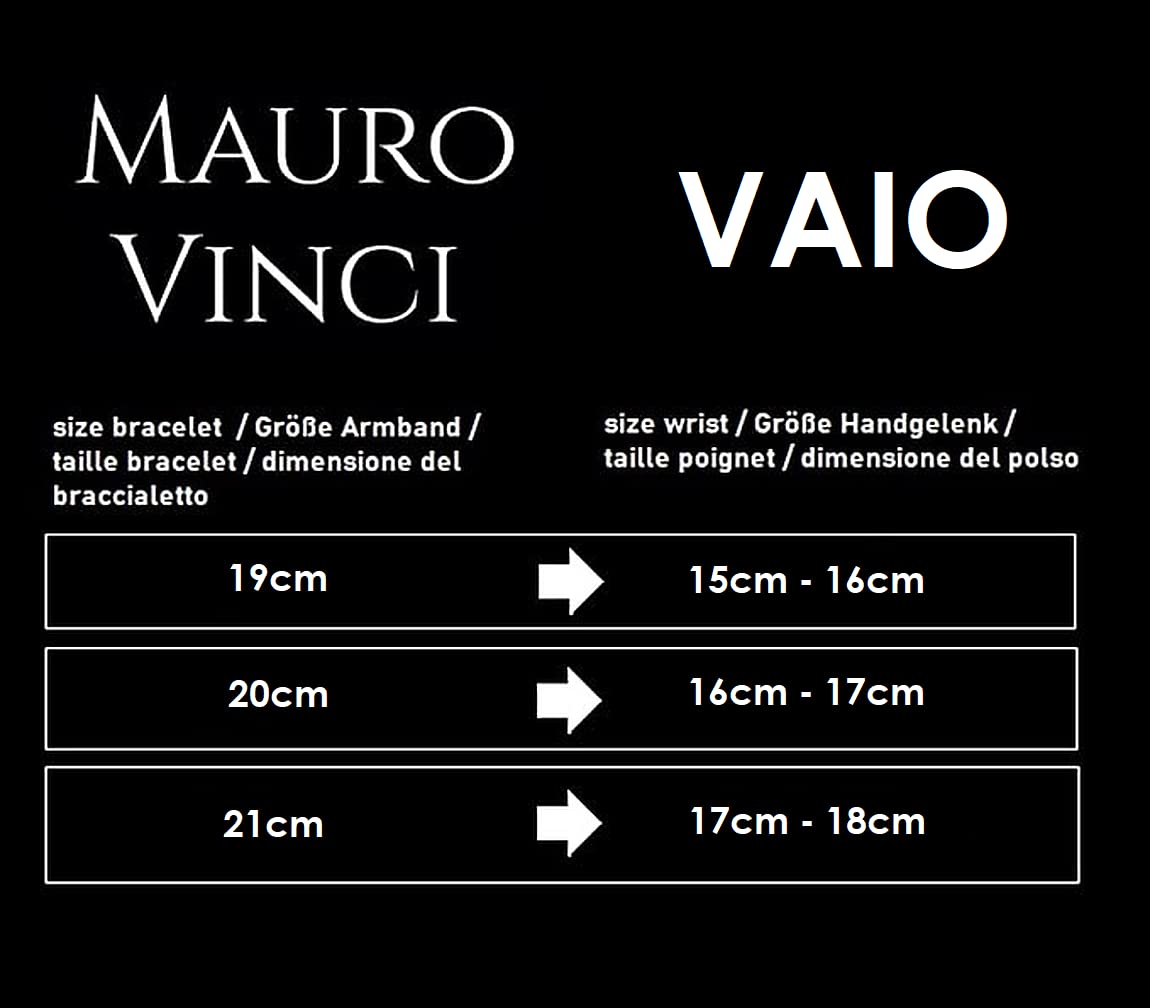 MAURO
VINCI
VAIO
size bracelet / Größe Armband /
taille bracelet / dimensione del
braccialetto
size wrist / Größe Handgelenk /
taille poignet / dimensione del polso
19cm 15cm - 16cm
20cm 16cm - 17cm
21cm 17cm - 18cm